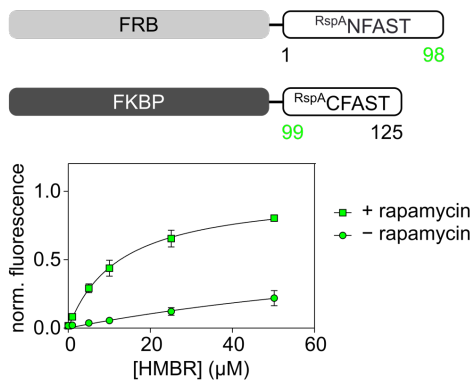 FRB
RspANFAST
1 98
FKBP
RspACFAST
99 125
norm. fluorescence
1.0
0.5
0.0
0 20 40 60
[HMBR] (µM)
+ rapamycin
− rapamycin